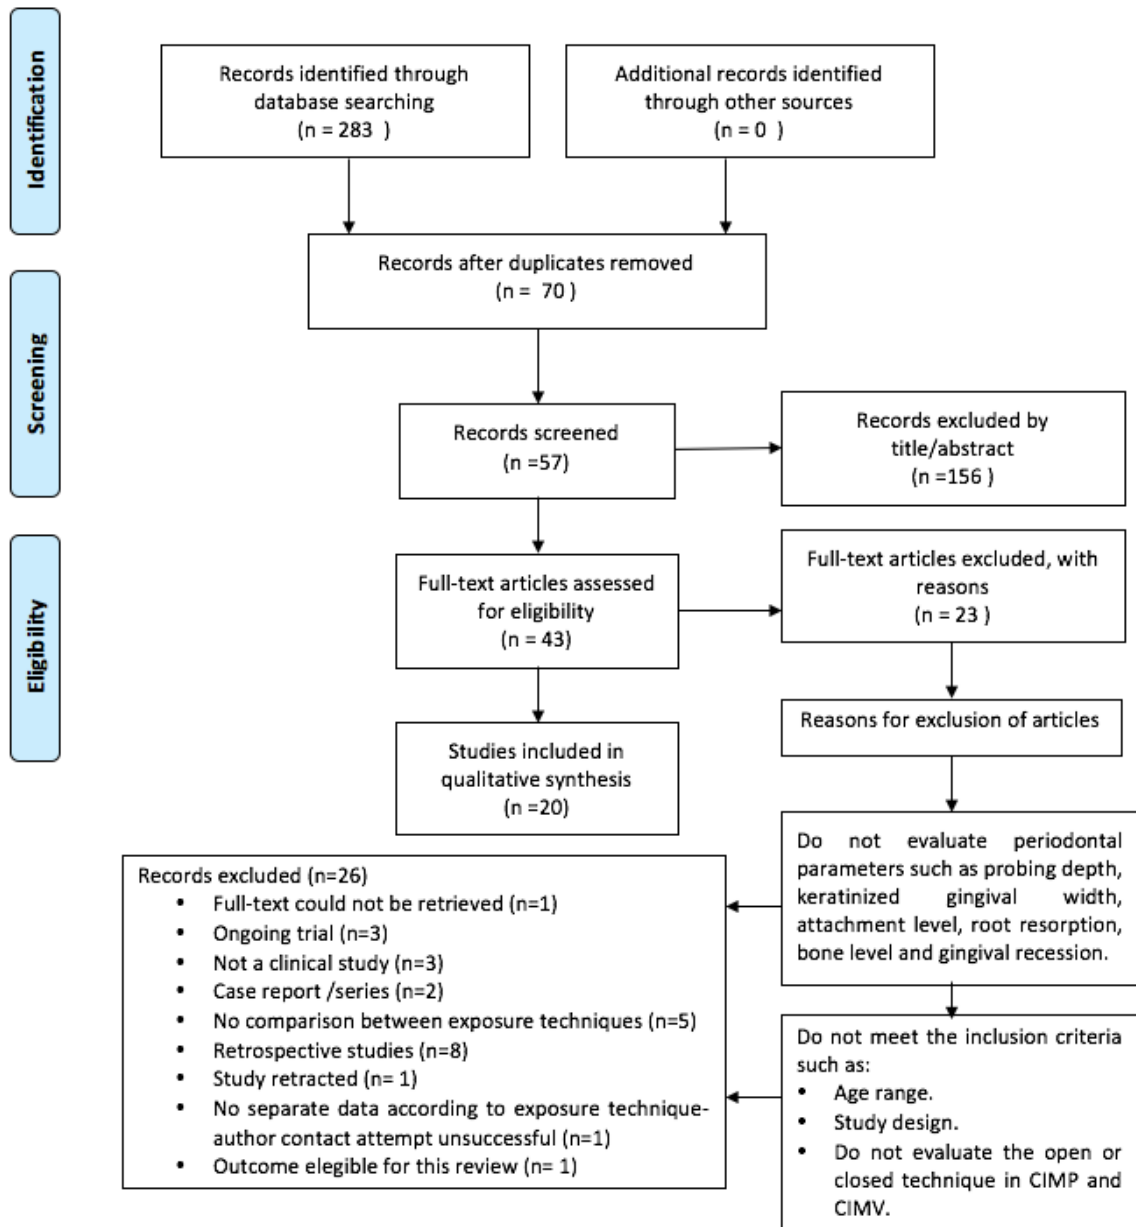 Identification
Records identified through
database searching
(n = 283  )
Additional records identified
through other sources
(n = 0  )
Records after duplicates removed
(n =  70 )
Screening
Records screened
(n =57)
Records excluded by
title/abstract
(n =156 )
Eligibility
Full-text articles assessed
for eligibility
(n = 43)
Full-text articles excluded, with
reasons
(n = 23 )
Reasons for exclusion of articles
Studies included in
qualitative synthesis
(n =20)
Do not evaluate periodontal
parameters such as probing depth,
keratinized gingival width,
attachment level, root resorption,
bone level and gingival recession.
Records excluded (n=26)
• Full-text could not be retrieved (n=1)
• Ongoing trial (n=3)
• Not a clinical study (n=3)
• Case report /series (n=2)
• No comparison between exposure techniques (n=5)
• Retrospective studies (n=8)
• Study retracted (n= 1)
• No separate data according to exposure technique-
author contact attempt unsuccessful (n=1)
• Outcome elegible for this review (n= 1)
Do not meet the inclusion criteria
such as:
• Age range.
• Study design.
• Do not evaluate the open or
closed technique in CIMP and
CIMV.